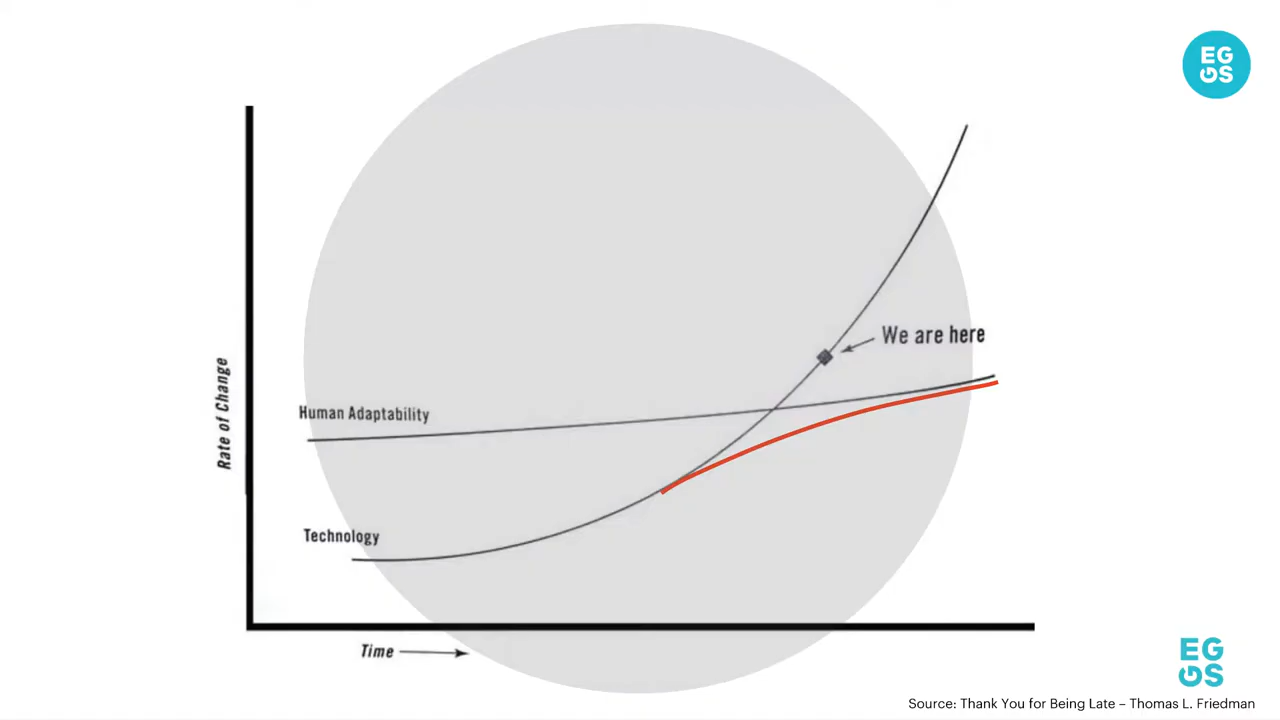 EG
GS
We are here
Rate of Change
Human Adaptability
Technology
Time
EG
GS
Source: Thank You for Being Late – Thomas L. Friedman